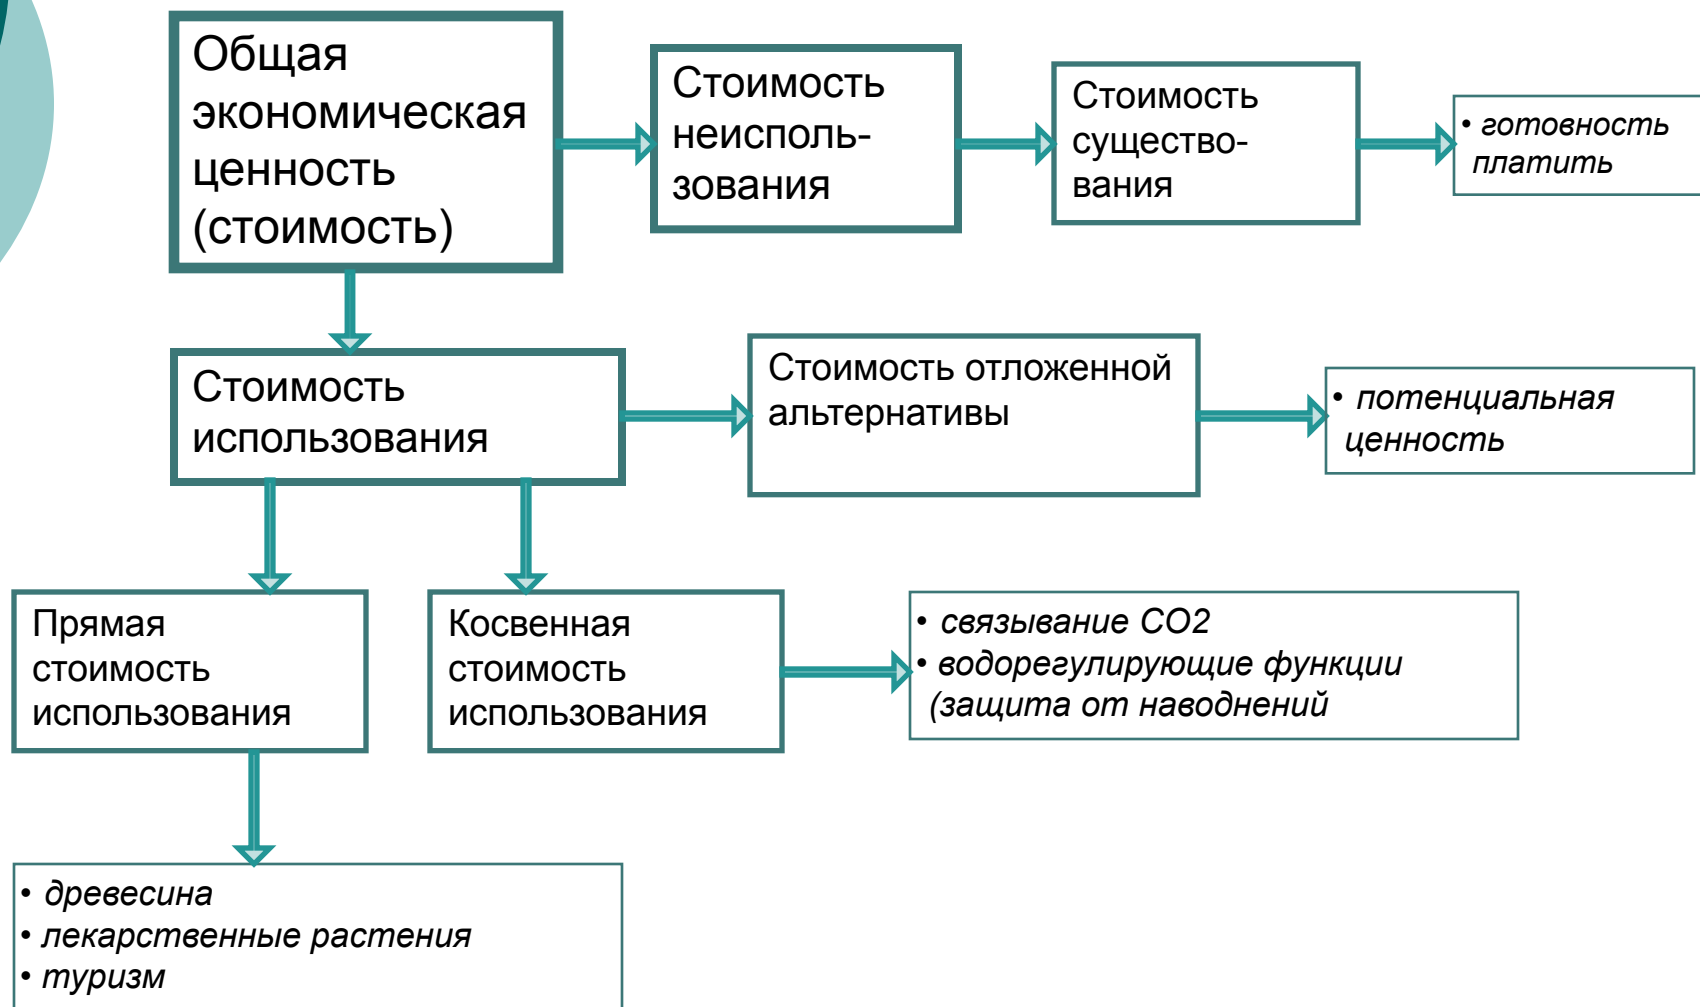 Общая
экономическая
ценность
(стоимость)
Стоимость
неисполь-
зования
Стоимость
существо-
вания
• готовность
платить
Стоимость
использования
Стоимость отложенной
альтернативы
• потенциальная
ценность
Прямая
стоимость
использования
Косвенная
стоимость
использования
• связывание СО2
• водорегулирующие функции
(защита от наводнений
• древесина
• лекарственные растения
• туризм